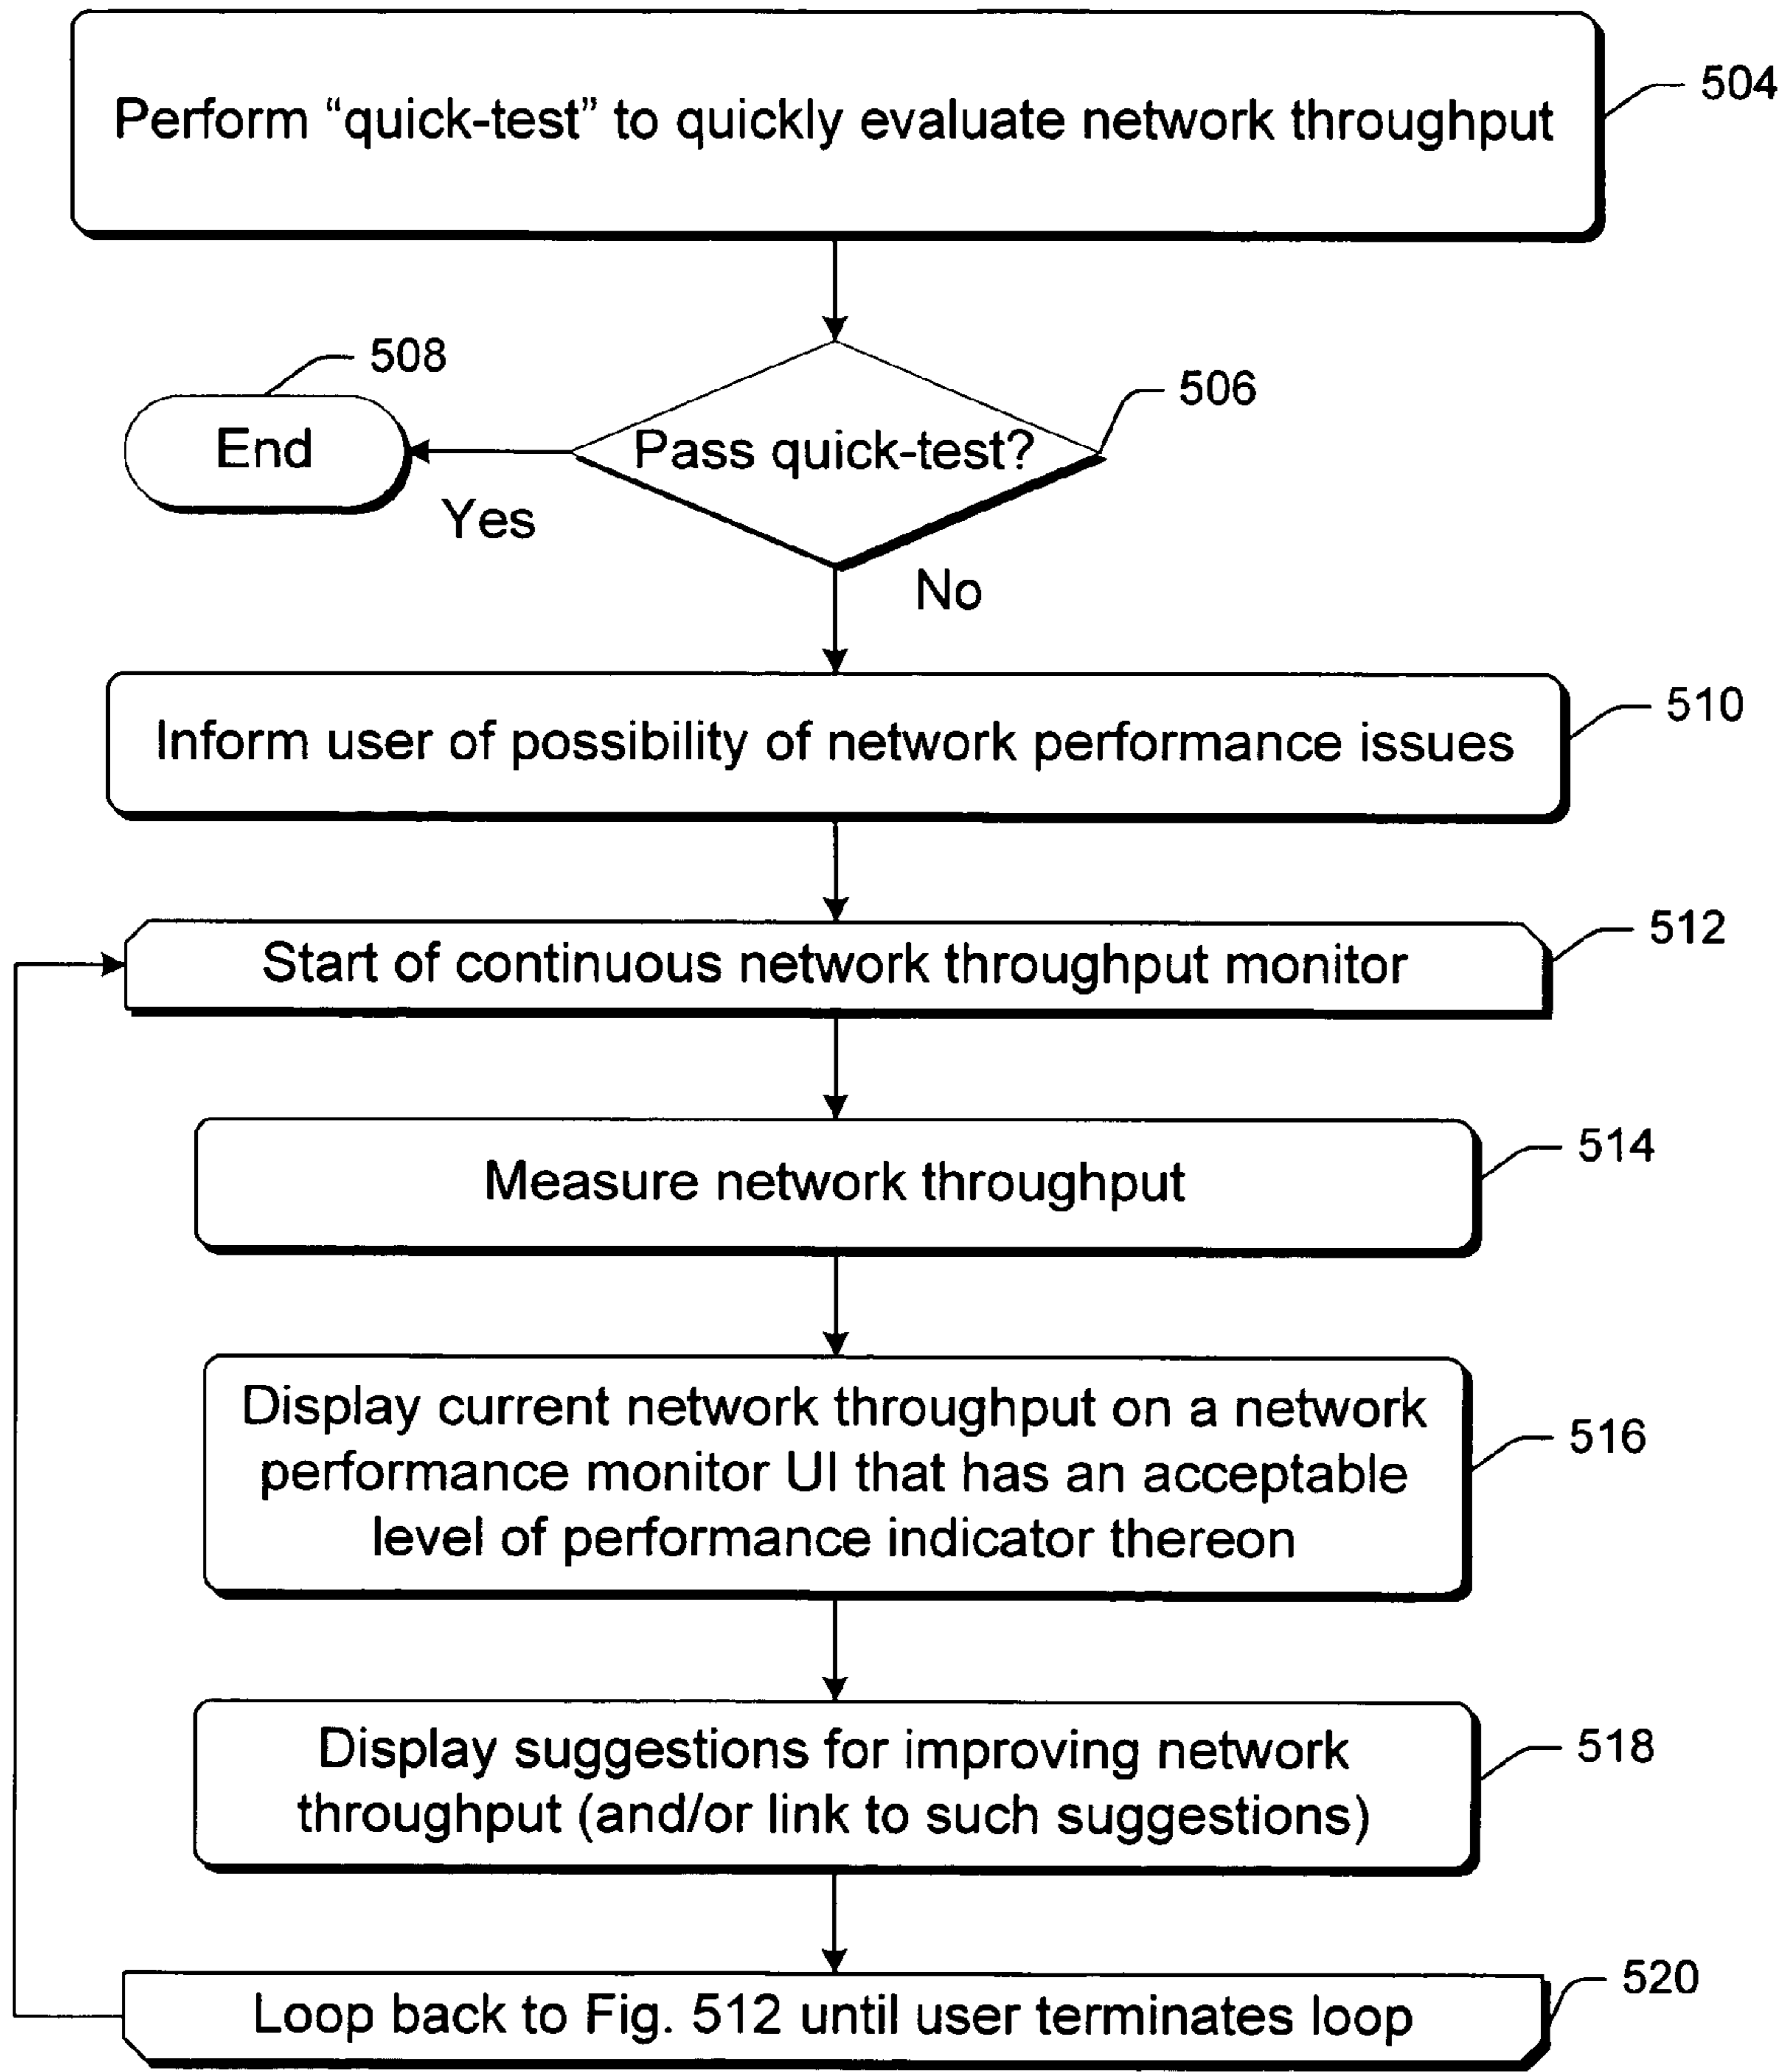 Perform “quick-test” to quickly evaluate network throughput
504
508
506
End
Pass quick-test?
Yes
No
Inform user of possibility of network performance issues
510
Start of continuous network throughput monitor
512
Measure network throughput
514
Display current network throughput on a network
performance monitor UI that has an acceptable
level of performance indicator thereon
516
Display suggestions for improving network
throughput (and/or link to such suggestions)
518
Loop back to Fig. 512 until user terminates loop
520